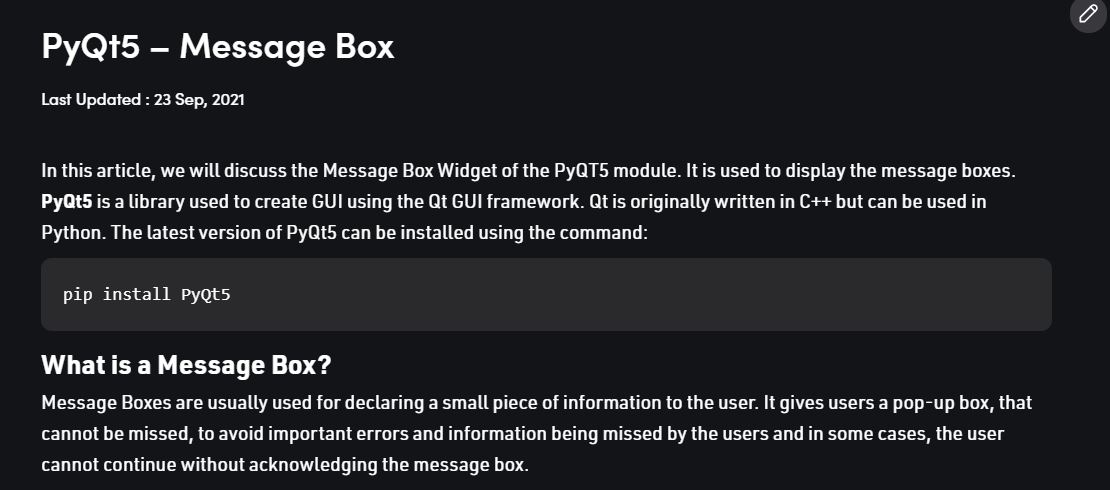 PyQt5 – Message Box
Last Updated : 23 Sep, 2021
In this article, we will discuss the Message Box Widget of the PyQT5 module. It is used to display the message boxes.
PyQt5 is a library used to create GUI using the Qt GUI framework. Qt is originally written in C++ but can be used in
Python. The latest version of PyQt5 can be installed using the command:
pip install PyQt5
What is a Message Box?
Message Boxes are usually used for declaring a small piece of information to the user. It gives users a pop-up box, that
cannot be missed, to avoid important errors and information being missed by the users and in some cases, the user
cannot continue without acknowledging the message box.